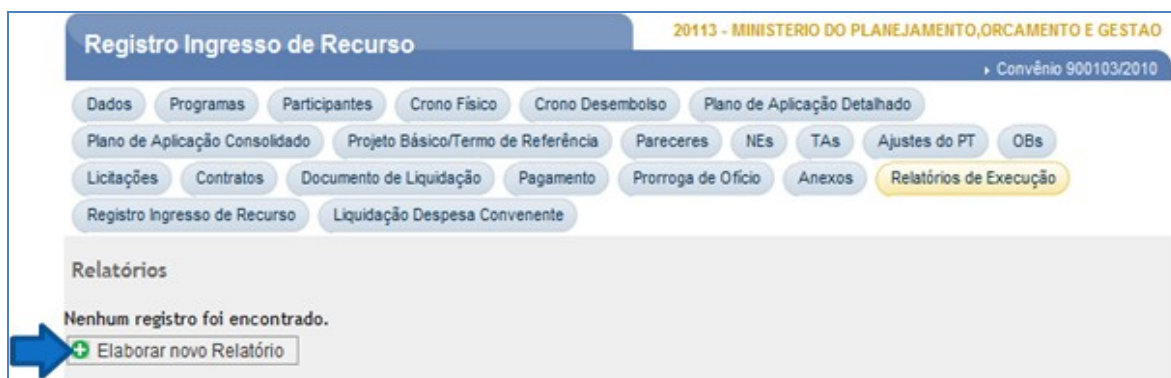 Registro Ingresso de Recurso
20113 - MINISTERIO DO PLANEJAMENTO,ORCAMENTO E GESTAO
Convênio 900103/2010
Dados Programas Participantes Crono Físico Crono Desembolso Plano de Aplicação Detalhado
Plano de Aplicação Consolidado Projeto Básico/Termo de Referência Pareceres NEs TAs Ajustes do PT OBs
Licitações Contratos Documento de Liquidação Pagamento Prorroga de Ofício Anexos Relatórios de Execução
Registro Ingresso de Recurso Liquidação Despesa Convenente
Relatórios
Nenhum registro foi encontrado.
Elaborar novo Relatório